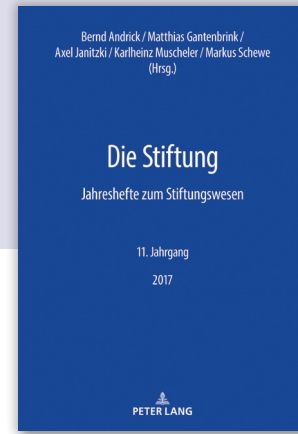 Bernd Andrick / Matthias Gantenbrink /
Axel Janitzki / Karlheinz Muscheler / Markus Schewe
(Hrsg.)
Die Stiftung
Jahreshefte zum Stiftungswesen
11. Jahrgang
2017
PETER LANG